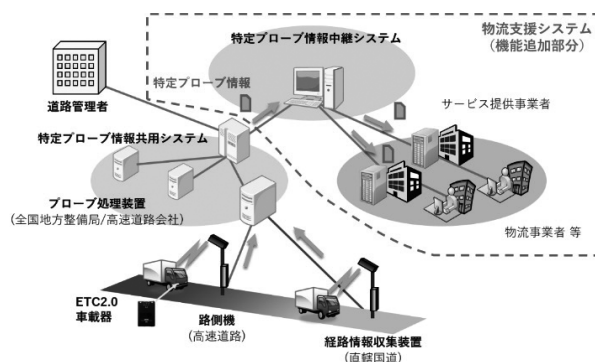 物流支援システム
（機能追加部分）
特定プローブ情報中継システム
特定プローブ情報
道路管理者
サービス提供事業者
特定プローブ情報共用システム
プローブ処理装置
（全国地方整備局/高速道路会社）
物流事業者 等
ETC2.0
車載器
路側機
（高速道路）
経路情報収集装置
（直轄国道）